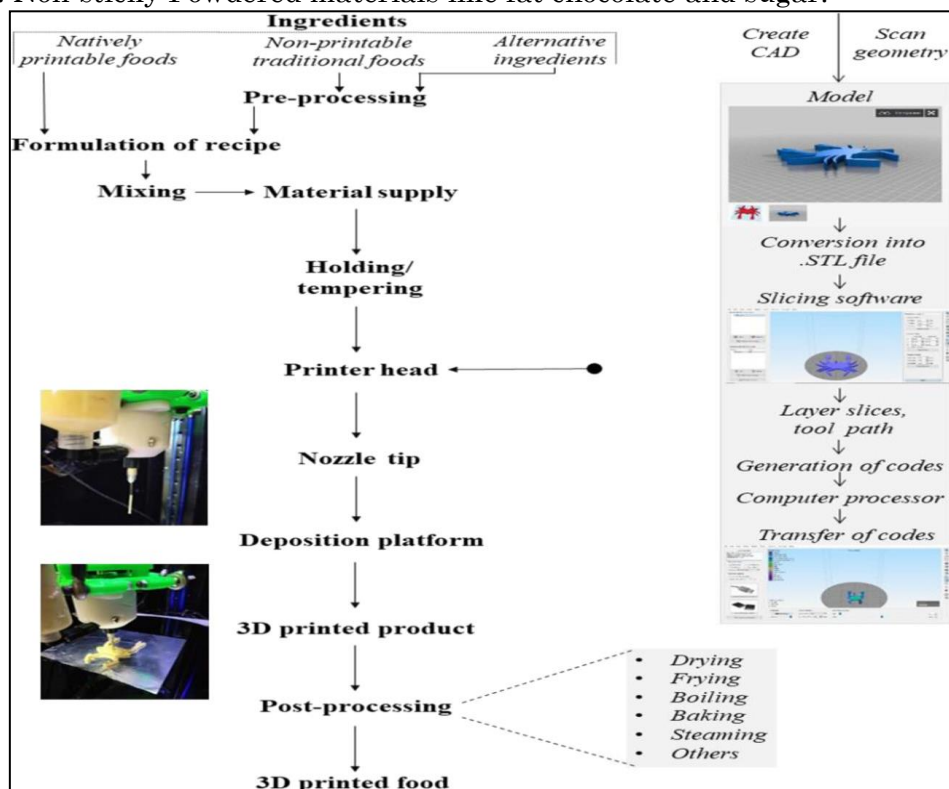 Non-sticky Powdered materials like fat chocolate and sugar.
Ingredients
Natively
printable foods
Non-printable
traditional foods
Alternative
ingredients
Pre-processing
Formulation of recipe
Mixing
Material supply
Holding/
tempering
Printer head
Nozzle tip
Deposition platform
3D printed product
Post-processing
3D printed food
• Drying
• Frying
• Boiling
• Baking
• Steaming
• Others
Create
CAD
Scan
geometry
Model
Conversion into
.STL file
Slicing software
Layer slices,
tool path
Generation of codes
Computer processor
Transfer of codes